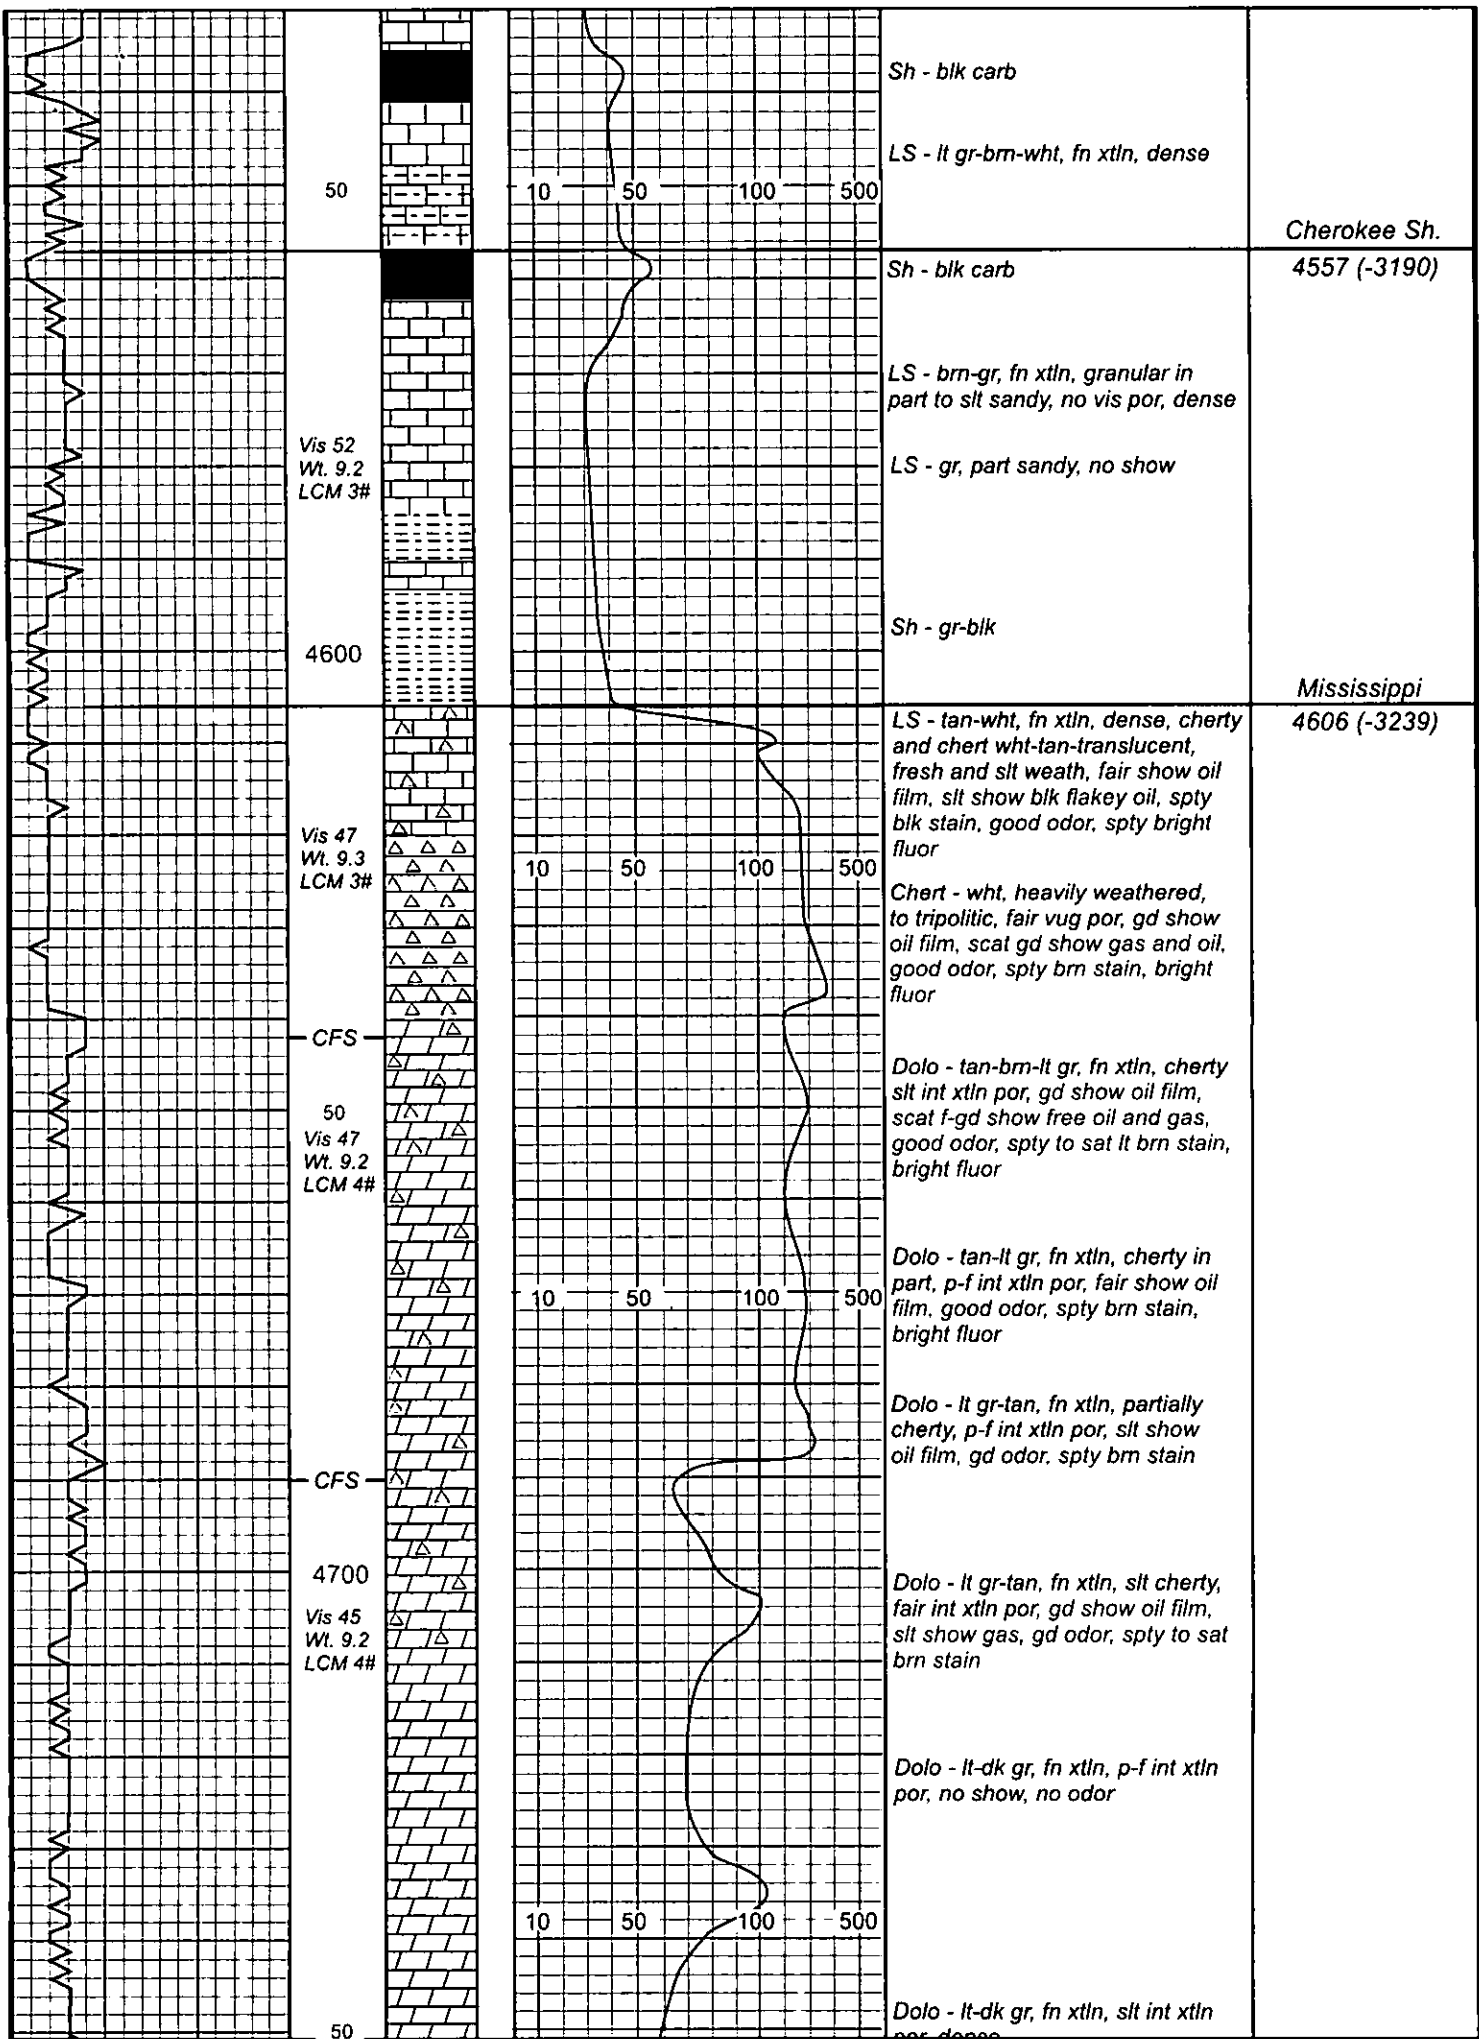 Sh - blk carb
LS - lt gr-brn-wht, fn xtln, dense
50
10 50 100 500
Cherokee Sh.
4557 (-3190)
Sh - blk carb
LS - brn-gr, fn xtln, granular in
part to slt sandy, no vis por, dense
Vis 52
Wt. 9.2
LCM 3#
LS - gr, part sandy, no show
Sh - gr-blk
4600
Mississippi
4606 (-3239)
LS - tan-wht, fn xtln, dense, cherty
and chert wht-tan-translucent,
fresh and slt weath, fair show oil
film, slt show blk flakey oil, spty
blk stain, good odor, spty bright
fluor
Vis 47
Wt. 9.3
LCM 3#
10 50 100 500
Chert - wht, heavily weathered,
to tripolitic, fair vug por, gd show
oil film, scat gd show gas and oil,
good odor, spty brn stain, bright
fluor
CFS
Dolo - tan-brn-lt gr, fn xtln, cherty
slt int xtln por, gd show oil film,
scat f-gd show free oil and gas,
good odor, spty to sat lt brn stain,
bright fluor
50
Vis 47
Wt. 9.2
LCM 4#
Dolo - tan-lt gr, fn xtln, cherty in
part, p-f int xtln por, fair show oil
film, good odor, spty brn stain,
bright fluor
10 50 100 500
Dolo - lt gr-tan, fn xtln, partially
cherty, p-f int xtln por, slt show
oil film, gd odor, spty brn stain
CFS
4700
Vis 45
Wt. 9.2
LCM 4#
Dolo - lt gr-tan, fn xtln, slt cherty,
fair int xtln por, gd show oil film,
slt show gas, gd odor, spty to sat
brn stain
Dolo - lt-dk gr, fn xtln, p-f int xtln
por, no show, no odor
10 50 100 500
Dolo - lt-dk gr, fn xtln, slt int xtln
por, dense
50